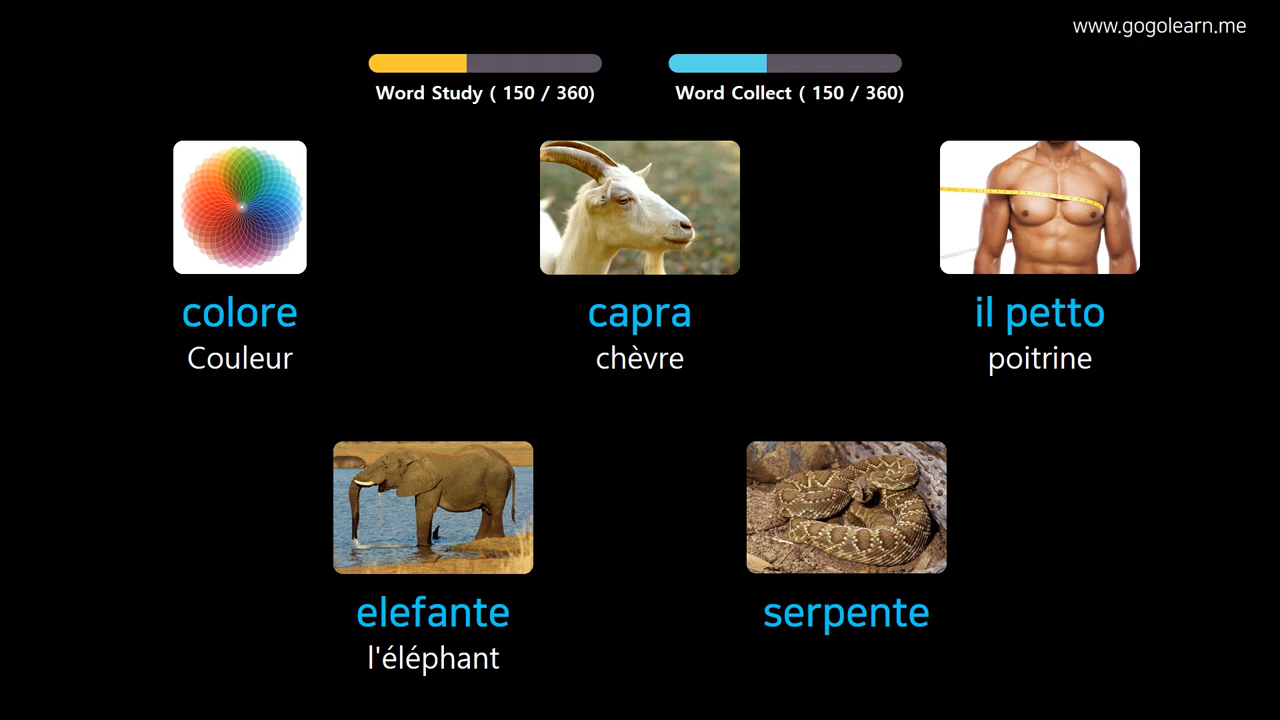 www.gogolearn.me
Word Study ( 150 / 360)
Word Collect ( 150 / 360)
colore
Couleur
capra
chèvre
il petto
poitrine
elefante
l'éléphant
serpente